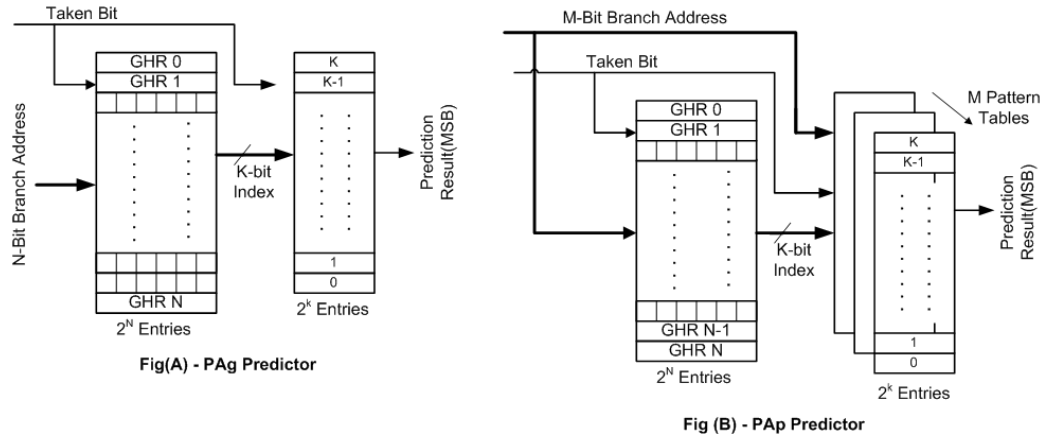 Taken Bit
N-Bit Branch Address
GHR 0
GHR 1
GHR N
2^N Entries
K-bit
Index
K
K-1
1
0
2^k Entries
Prediction
Result(MSB)
Fig(A) - PAg Predictor
M-Bit Branch Address
Taken Bit
GHR 0
GHR 1
GHR N-1
GHR N
2^N Entries
K-bit
Index
M Pattern
Tables
K
K-1
1
0
2^k Entries
Prediction
Result(MSB)
Fig (B) - PAp Predictor